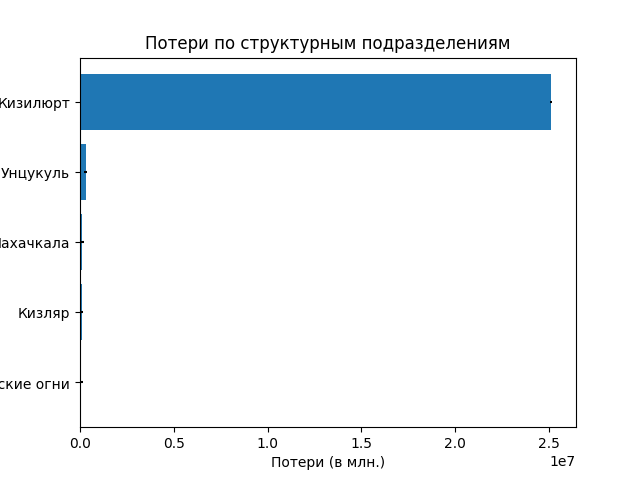 Потери по структурным подразделениям
Кизилюрт
Унцукуль
Махачкала
Кизляр
ские огни
0.0 0.5 1.0 1.5 2.0 2.5
1e7
Потери (в млн.)